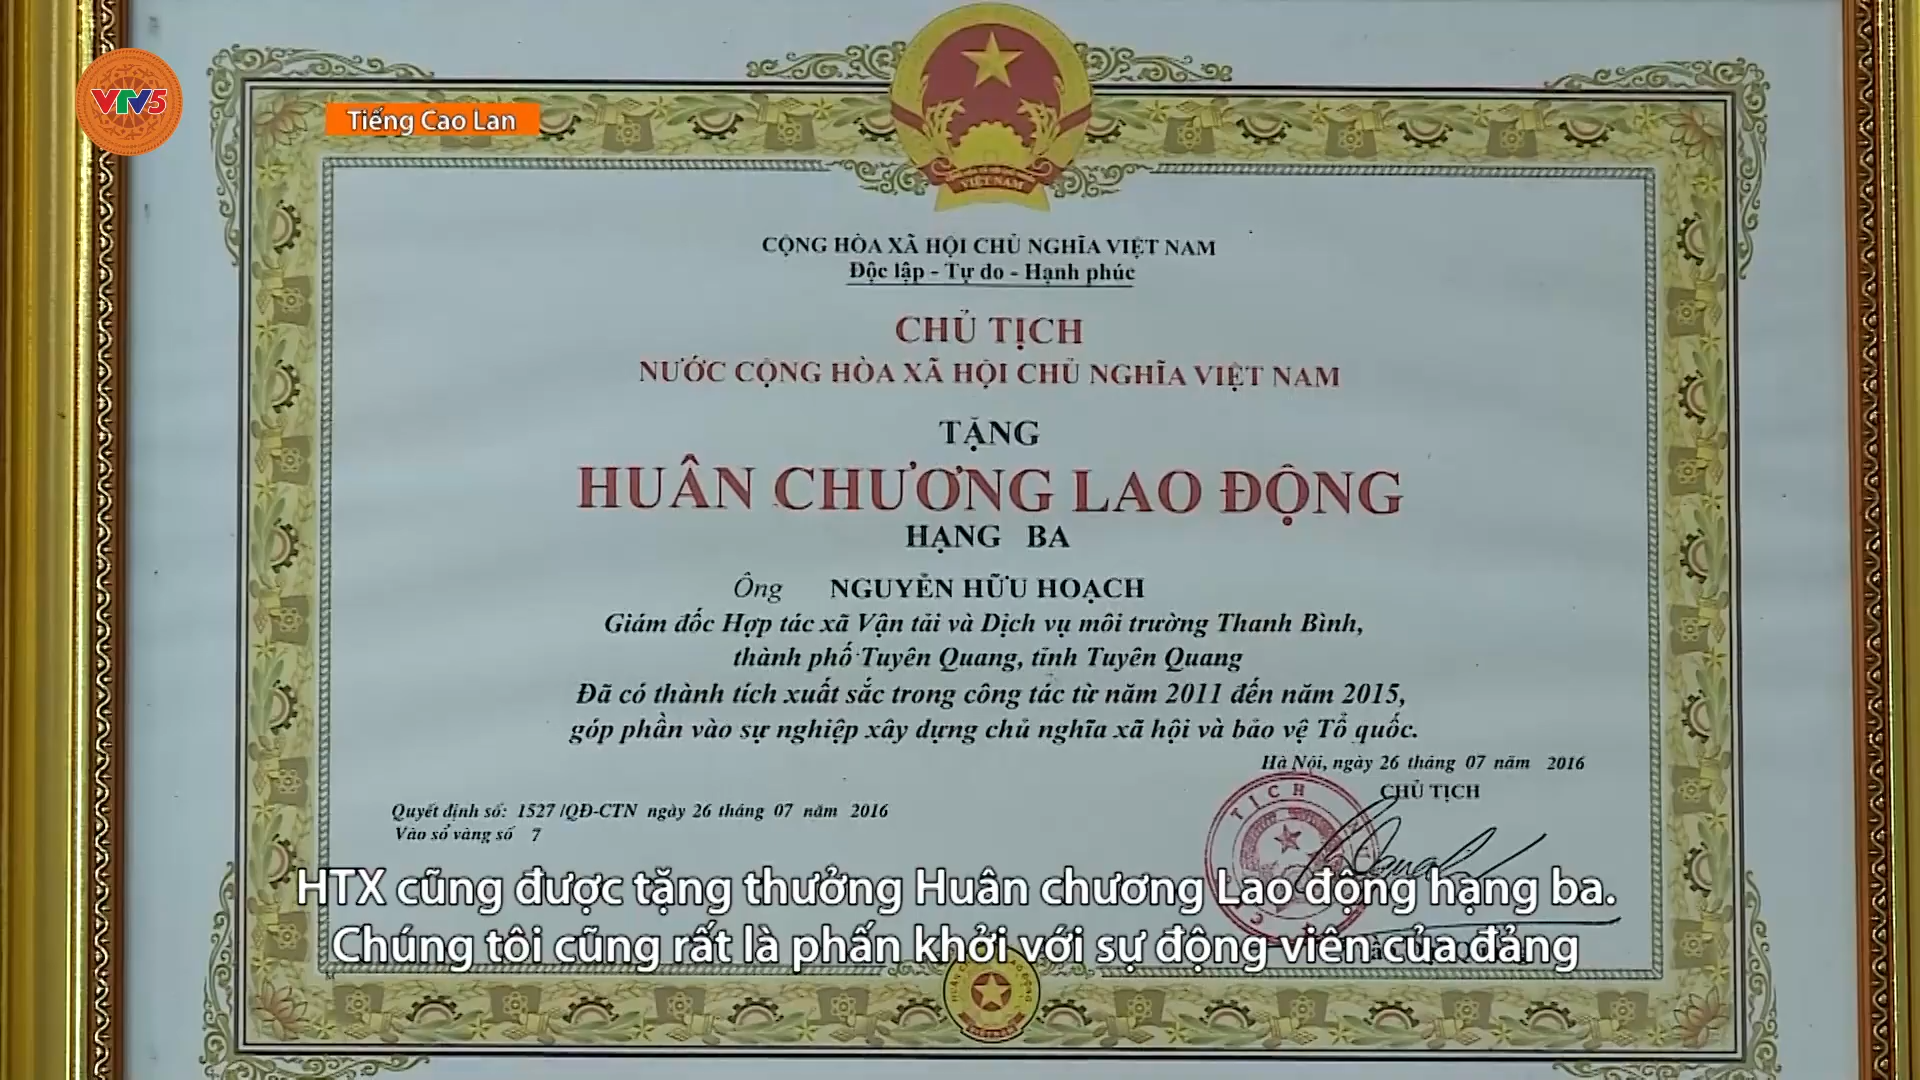 VTV5
Tiếng Cao Lan
VIỆT NAM
CỘNG HÒA XÃ HỘI CHỦ NGHĨA VIỆT NAM
Độc lập - Tự do - Hạnh phúc
CHỦ TỊCH
NƯỚC CỘNG HÒA XÃ HỘI CHỦ NGHĨA VIỆT NAM
TẶNG
HUÂN CHƯƠNG LAO ĐỘNG
HẠNG BA
Ông NGUYỄN HỮU HOẠCH
Giám đốc Hợp tác xã Vận tải và Dịch vụ môi trường Thanh Bình,
thành phố Tuyên Quang, tỉnh Tuyên Quang
Đã có thành tích xuất sắc trong công tác từ năm 2011 đến năm 2015,
góp phần vào sự nghiệp xây dựng chủ nghĩa xã hội và bảo vệ Tổ quốc.
Hà Nội, ngày 26 tháng 07 năm 2016
CHỦ TỊCH
Quyết định số: 1527 /QĐ-CTN ngày 26 tháng 07 năm 2016
Vào sổ vàng số 7
TỊCH
HTX cũng được tặng thưởng Huân chương Lao động hạng ba.
Chúng tôi cũng rất là phấn khởi với sự động viên của đảng